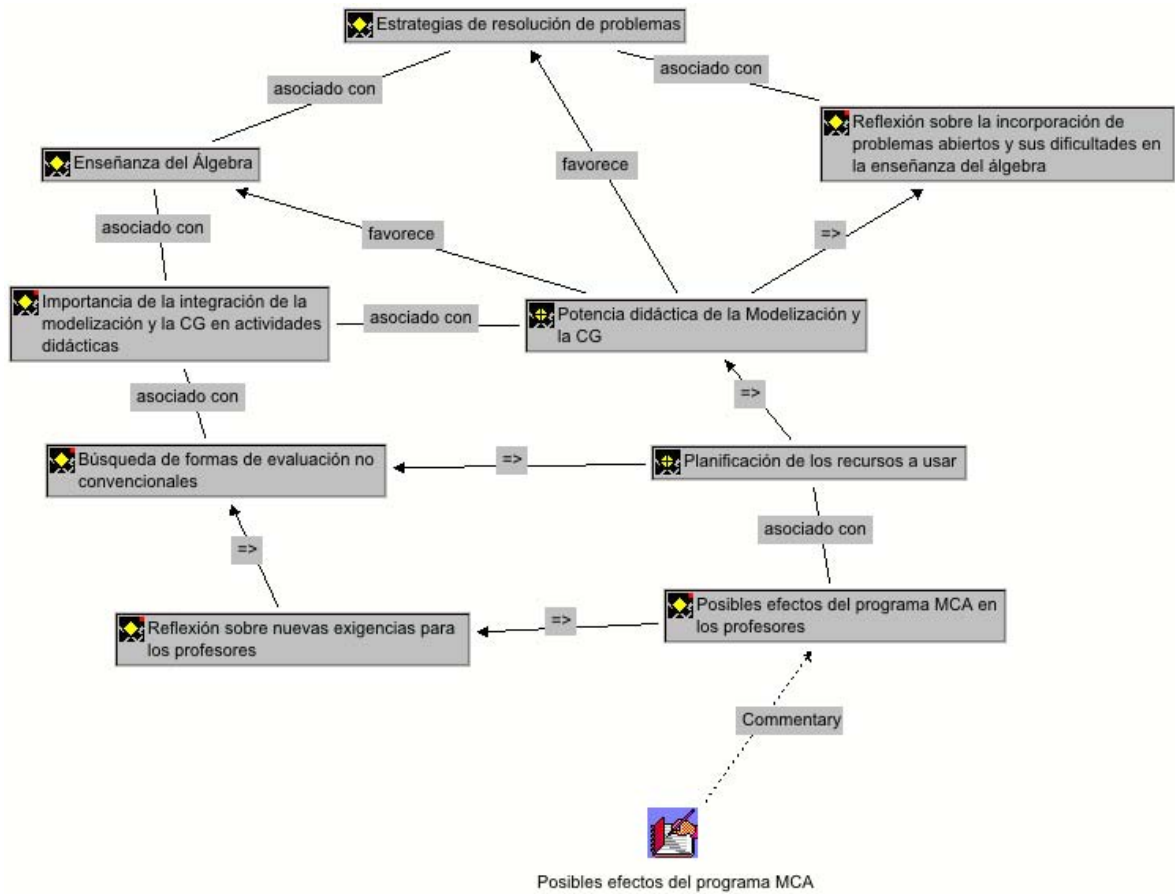 Estrategias de resolución de problemas
asociado con
asociado con
Reflexión sobre la incorporación de
problemas abiertos y sus dificultades en
la enseñanza del álgebra
Enseñanza del Álgebra
favorece
asociado con
favorece
=>
Importancia de la integración de la
modelización y la CG en actividades
didácticas
asociado con
Potencia didáctica de la Modelización y
la CG
asociado con
=>
Búsqueda de formas de evaluación no
convencionales
=>
Planificación de los recursos a usar
asociado con
=>
Posibles efectos del programa MCA en
los profesores
Reflexión sobre nuevas exigencias para
los profesores
=>
Commentary
Posibles efectos del programa MCA